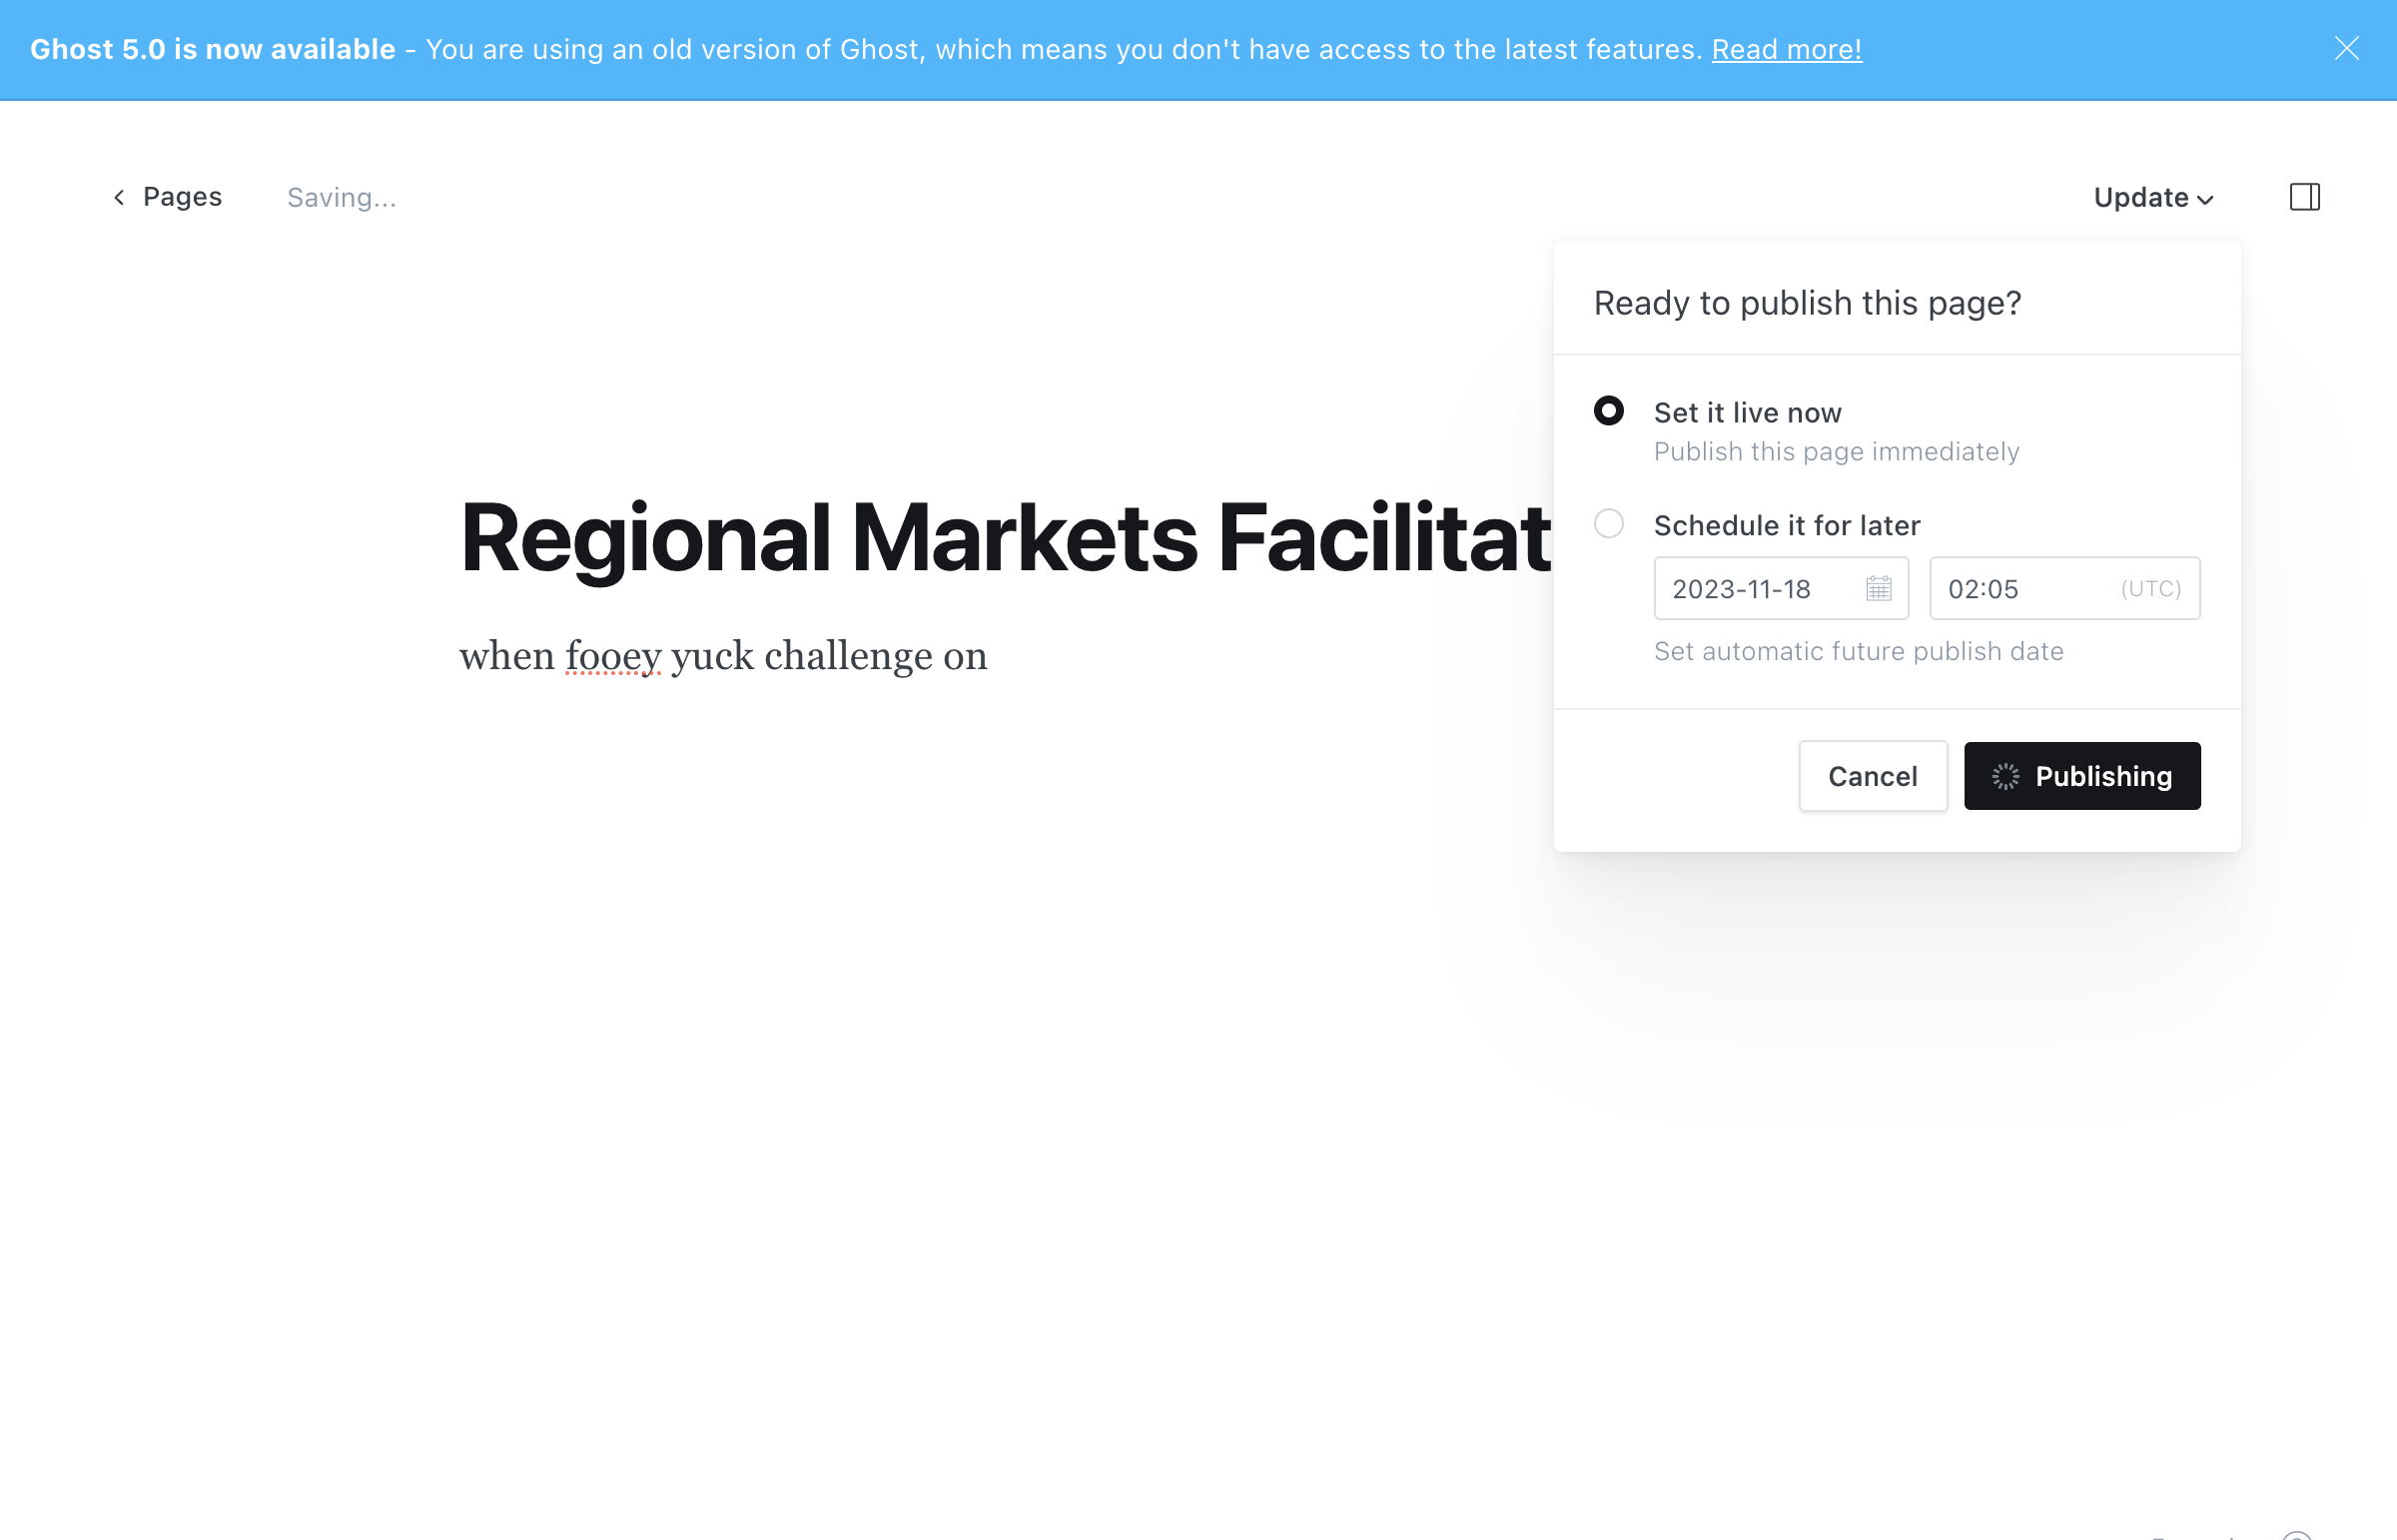 Ghost 5.0 is now available - You are using an old version of Ghost, which means you don't have access to the latest features. Read more!
Pages
Saving...
Update
Ready to publish this page?
Set it live now
Publish this page immediately
Schedule it for later
2023-11-18
02:05
(UTC)
Set automatic future publish date
Cancel
Publishing
Regional Markets Facilitat
when fooey yuck challenge on